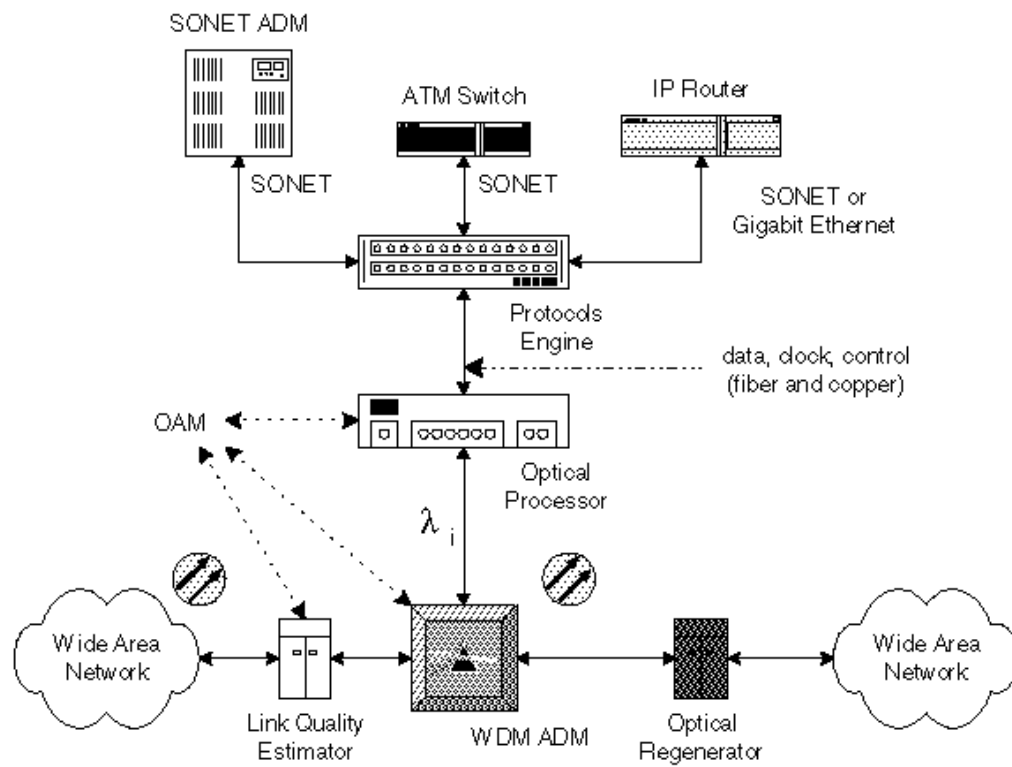 SONET ADM
ATM Switch
IP Router
SONET
SONET
SONET or
Gigabit Ethernet
Protocols
Engine
data, clock, control
(fiber and copper)
OAM
Optical
Processor
λ i
Wide Area
Network
Wide Area
Network
Link Quality
Estimator
WDM ADM
Optical
Regenerator